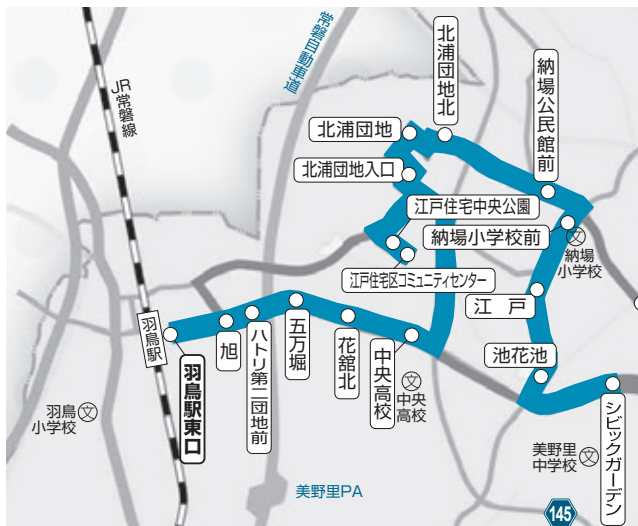 JR常磐線
常磐自動車道
北浦団地北
納場公民館前
北浦団地
北浦団地入口
江戸住宅中央公園
納場小学校前
文
納場
小学校
江戸住宅区コミュニティセンター
江戸
羽鳥駅
羽鳥駅東口
旭
ハトリ第二団地前
五万堀
花舘北
中央高校
文
中央
高校
池花池
シビックガーデン
羽鳥
小学校
文
美野里
中学校
文
美野里PA
145